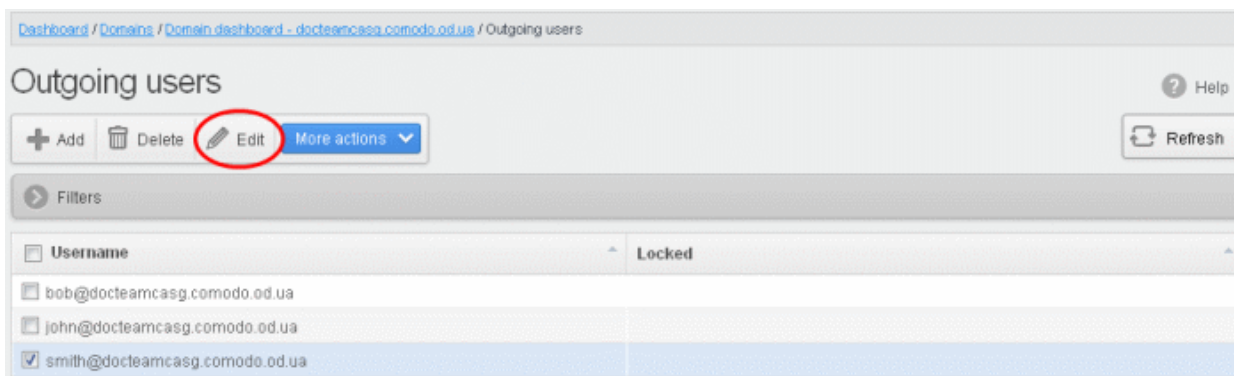 Dashboard / Domains / Domain dashboard - docteamcasg.comodo.od.ua / Outgoing users
Outgoing users
Help
Add Delete Edit More actions
Refresh
Filters
Username Locked
bob@docteamcasg.comodo.od.ua
john@docteamcasg.comodo.od.ua
smith@docteamcasg.comodo.od.ua